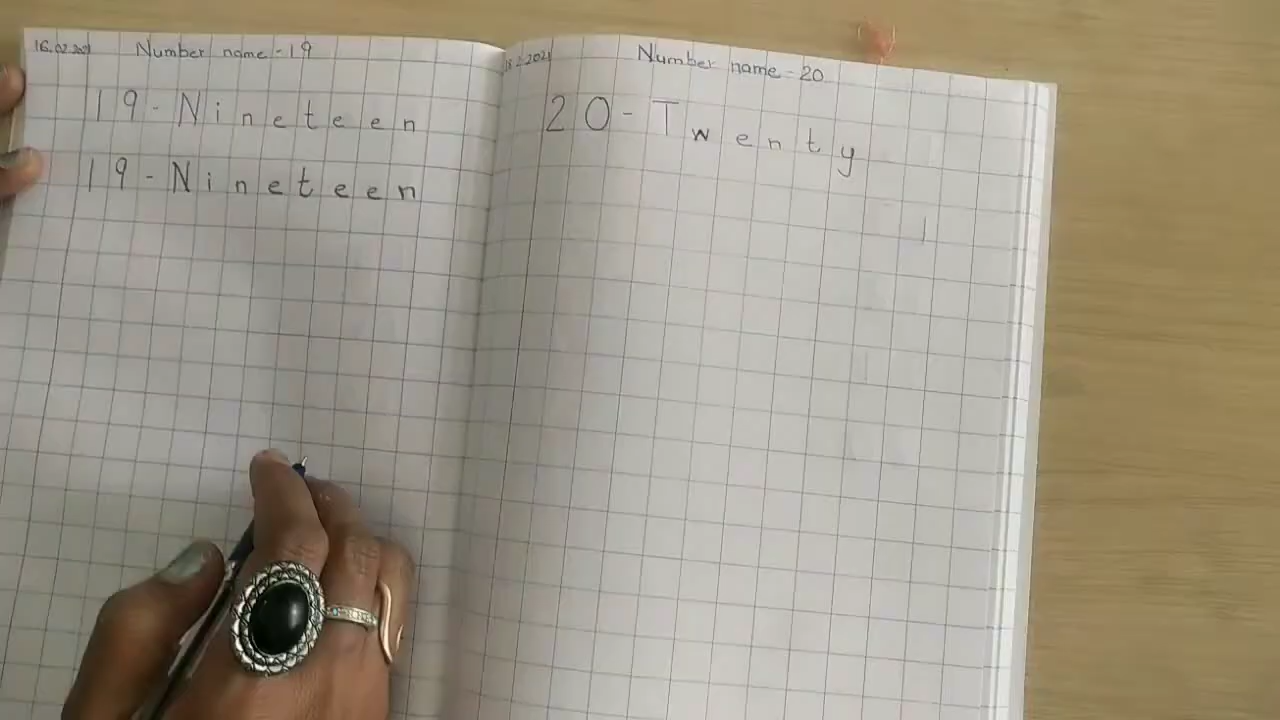 Number name - 19
19 - Nineteen
19 - Nineteen
Number name - 20
20 - Twenty